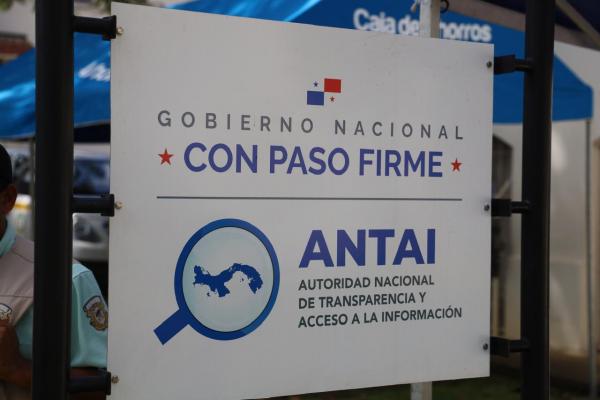 Caja de Ahorros
GOBIERNO NACIONAL
CON PASO FIRME
ANTAI
AUTORIDAD NACIONAL
DE TRANSPARENCIA Y
ACCESO A LA INFORMACIÓN